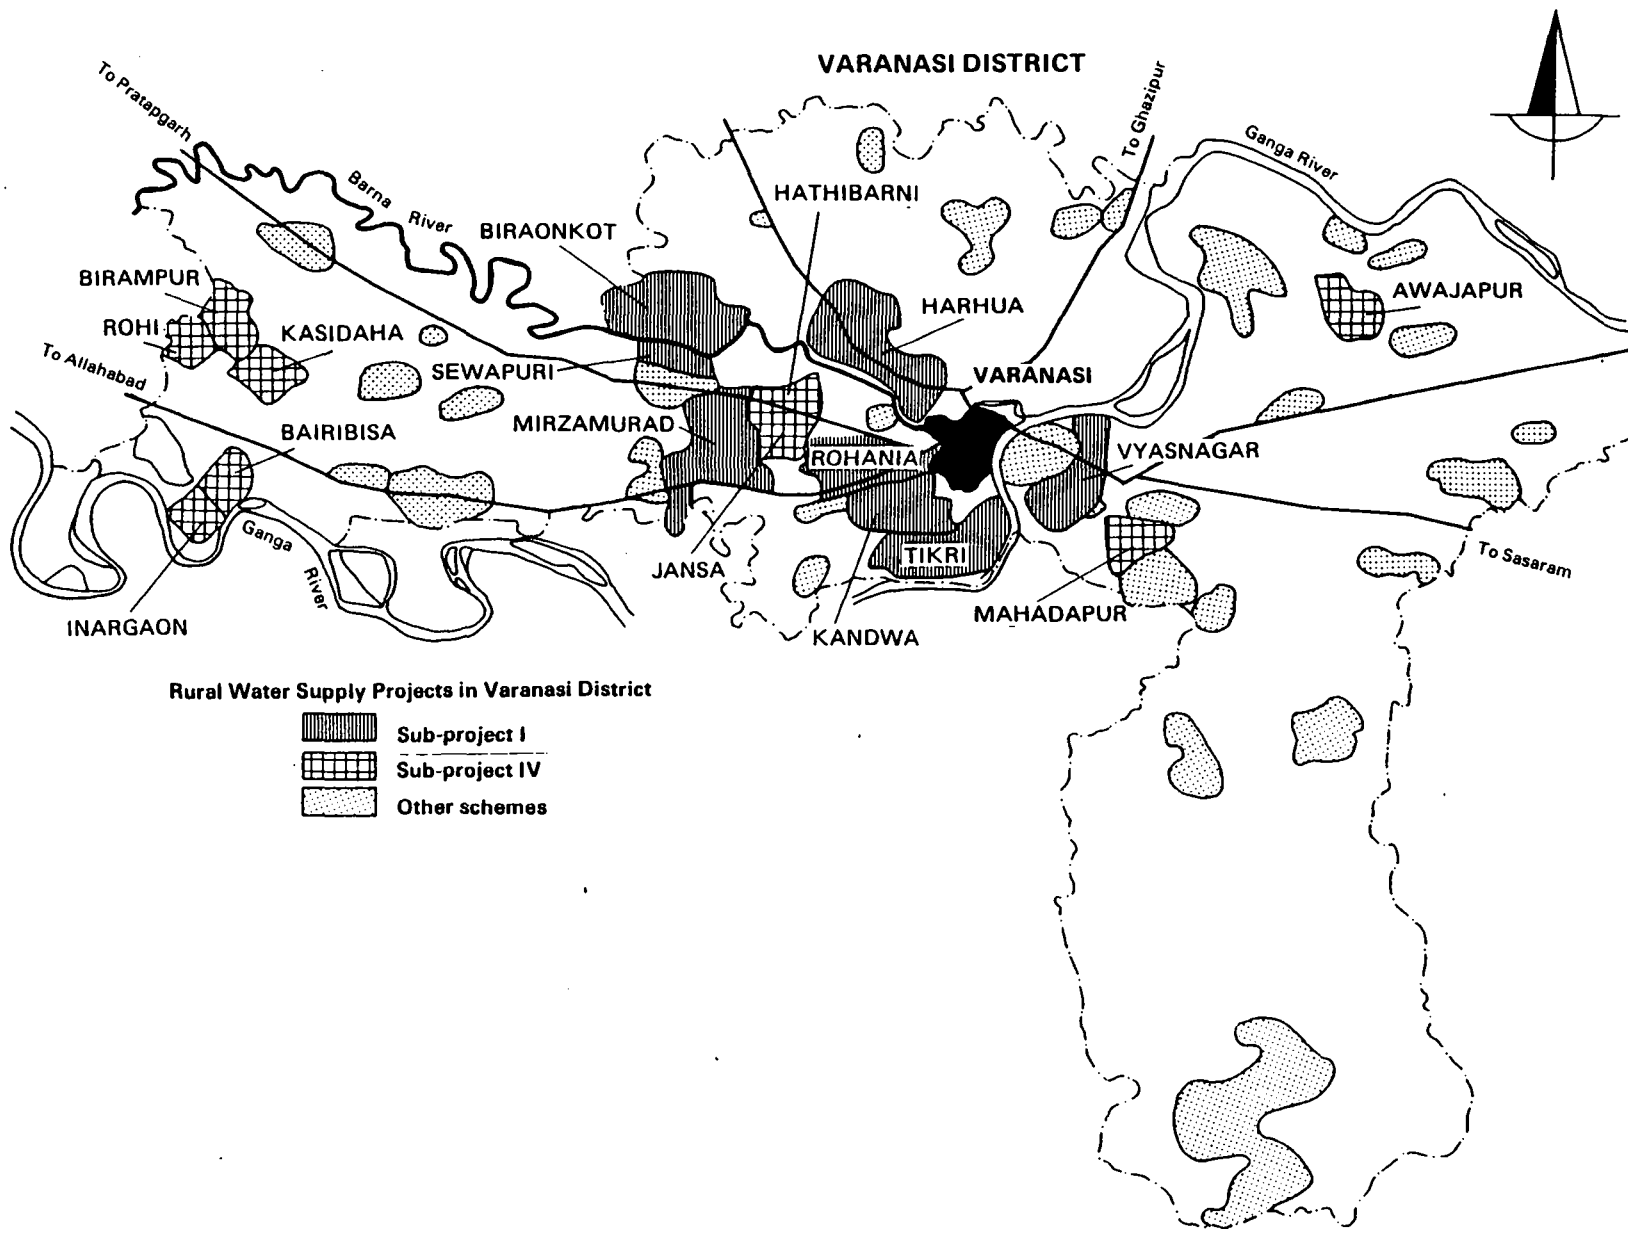 VARANASI DISTRICT
To Pratapgarh
To Ghazipur
Ganga River
Barna River
HATHIBARNI
BIRAONKOT
BIRAMPUR
AWAJAPUR
HARHUA
ROHI
KASIDAHA
To Allahabad
SEWAPURI
VARANASI
MIRZAMURAD
BAIRIBISA
VYASNAGAR
ROHANIA
Ganga River
TIKRI
To Sasaram
JANSA
MAHADAPUR
INARGAON
KANDWA
Rural Water Supply Projects in Varanasi District
Sub-project I
Sub-project IV
Other schemes